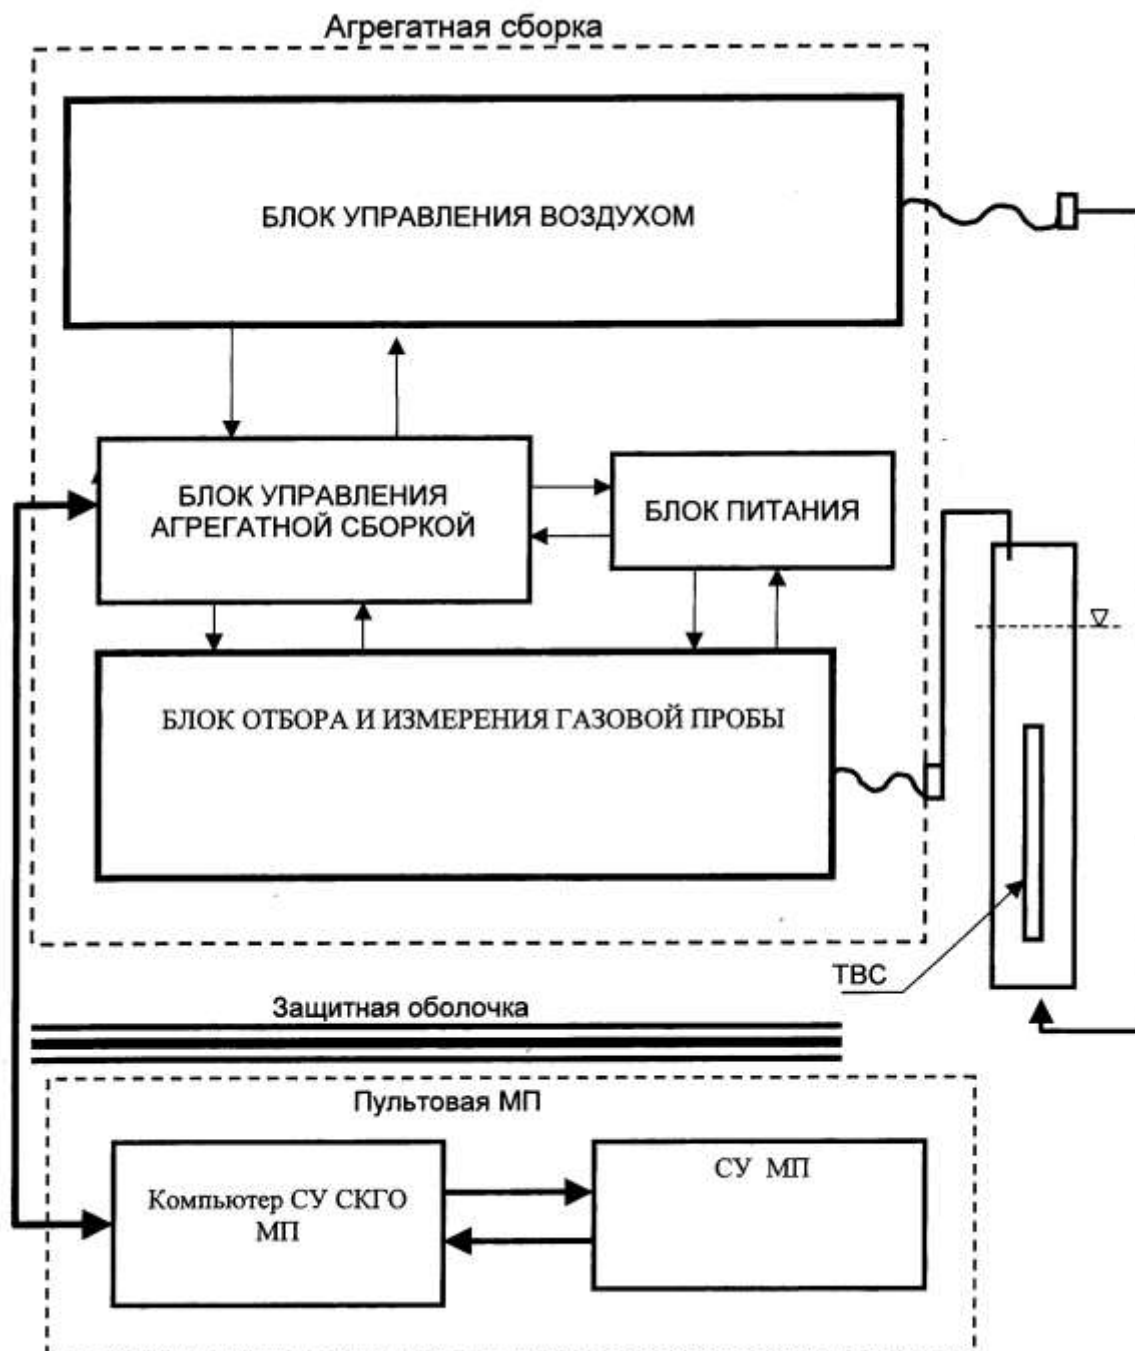 Агрегатная сборка
БЛОК УПРАВЛЕНИЯ ВОЗДУХОМ
БЛОК УПРАВЛЕНИЯ
АГРЕГАТНОЙ СБОРКОЙ
БЛОК ПИТАНИЯ
БЛОК ОТБОРА И ИЗМЕРЕНИЯ ГАЗОВОЙ ПРОБЫ
ТВС
Защитная оболочка
Пультовая МП
Компьютер СУ СКГО
МП
СУ МП